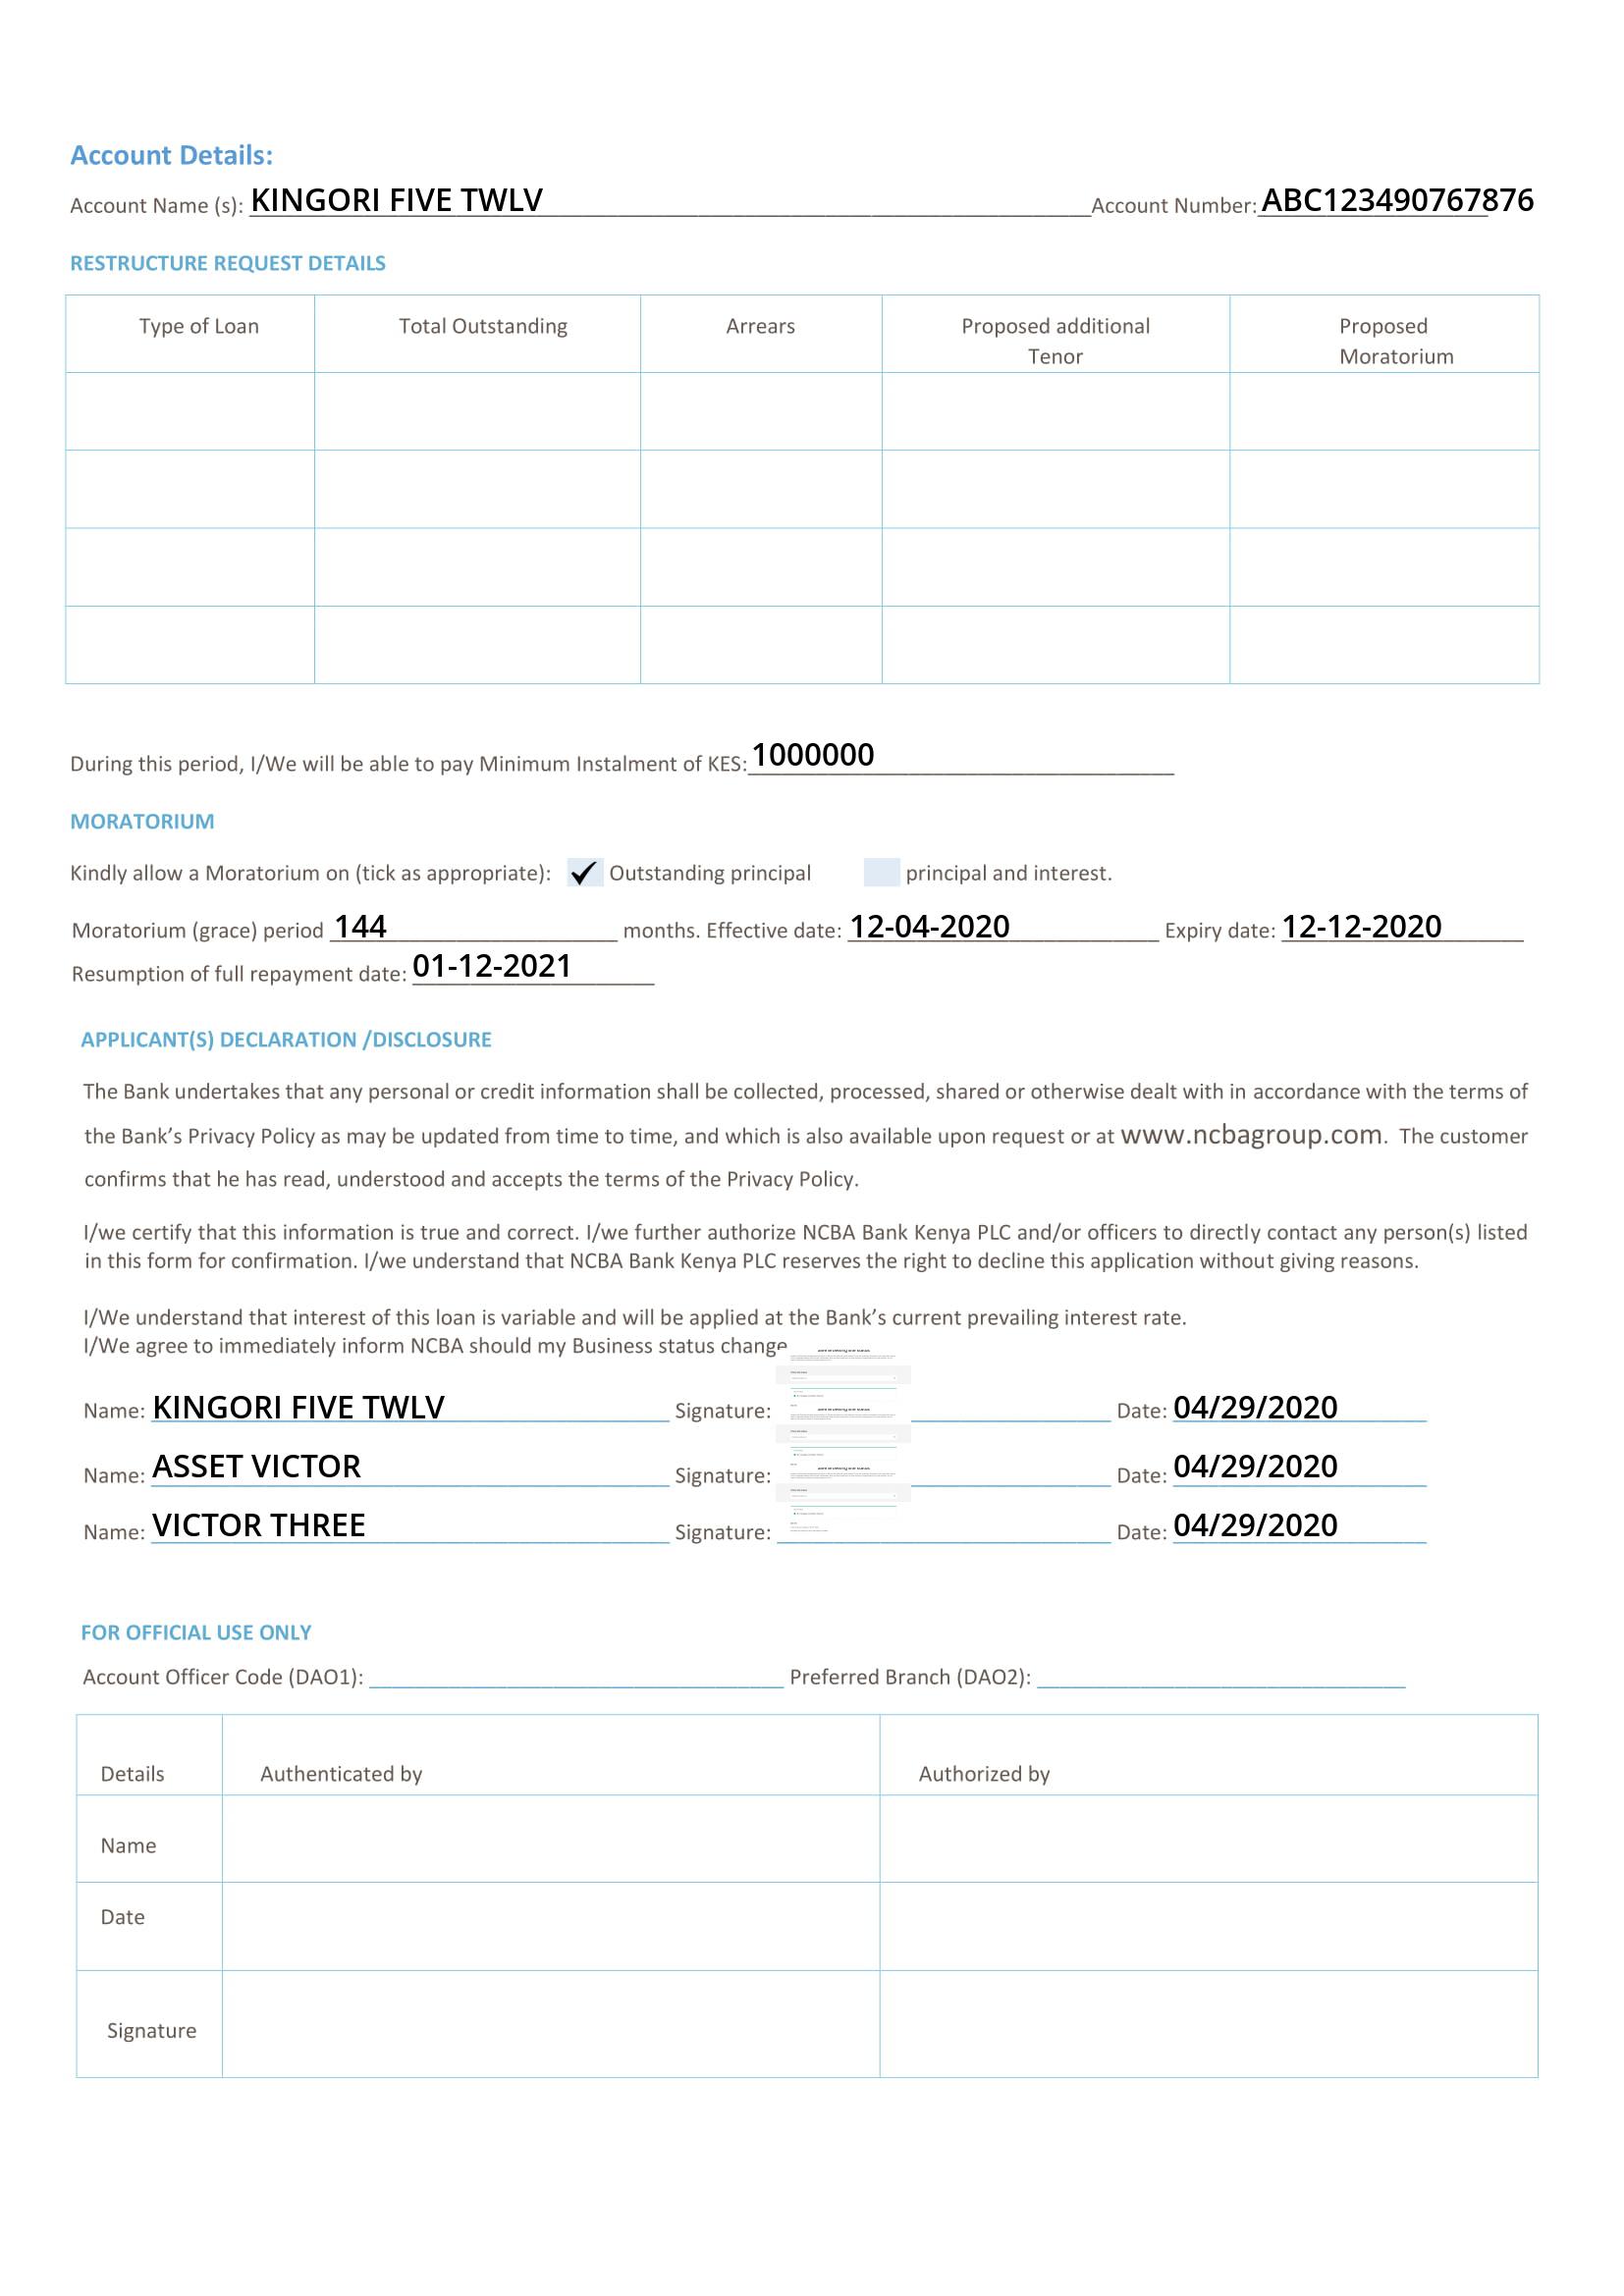 Account Details:
Account Name (s): KINGORI FIVE TWLV Account Number: ABC123490767876
RESTRUCTURE REQUEST DETAILS
Type of Loan Total Outstanding Arrears Proposed additional Tenor Proposed Moratorium
During this period, I/We will be able to pay Minimum Instalment of KES: 1000000
MORATORIUM
Kindly allow a Moratorium on (tick as appropriate): ✓ Outstanding principal principal and interest.
Moratorium (grace) period 144 months. Effective date: 12-04-2020 Expiry date: 12-12-2020
Resumption of full repayment date: 01-12-2021
APPLICANT(S) DECLARATION /DISCLOSURE
The Bank undertakes that any personal or credit information shall be collected, processed, shared or otherwise dealt with in accordance with the terms of
the Bank’s Privacy Policy as may be updated from time to time, and which is also available upon request or at www.ncbagroup.com. The customer
confirms that he has read, understood and accepts the terms of the Privacy Policy.
I/we certify that this information is true and correct. I/we further authorize NCBA Bank Kenya PLC and/or officers to directly contact any person(s) listed
in this form for confirmation. I/we understand that NCBA Bank Kenya PLC reserves the right to decline this application without giving reasons.
I/We understand that interest of this loan is variable and will be applied at the Bank’s current prevailing interest rate.
I/We agree to immediately inform NCBA should my Business status change
Name: KINGORI FIVE TWLV Signature: Date: 04/29/2020
Name: ASSET VICTOR Signature: Date: 04/29/2020
Name: VICTOR THREE Signature: Date: 04/29/2020
FOR OFFICIAL USE ONLY
Account Officer Code (DAO1): Preferred Branch (DAO2):
Details Authenticated by Authorized by
Name
Date
Signature